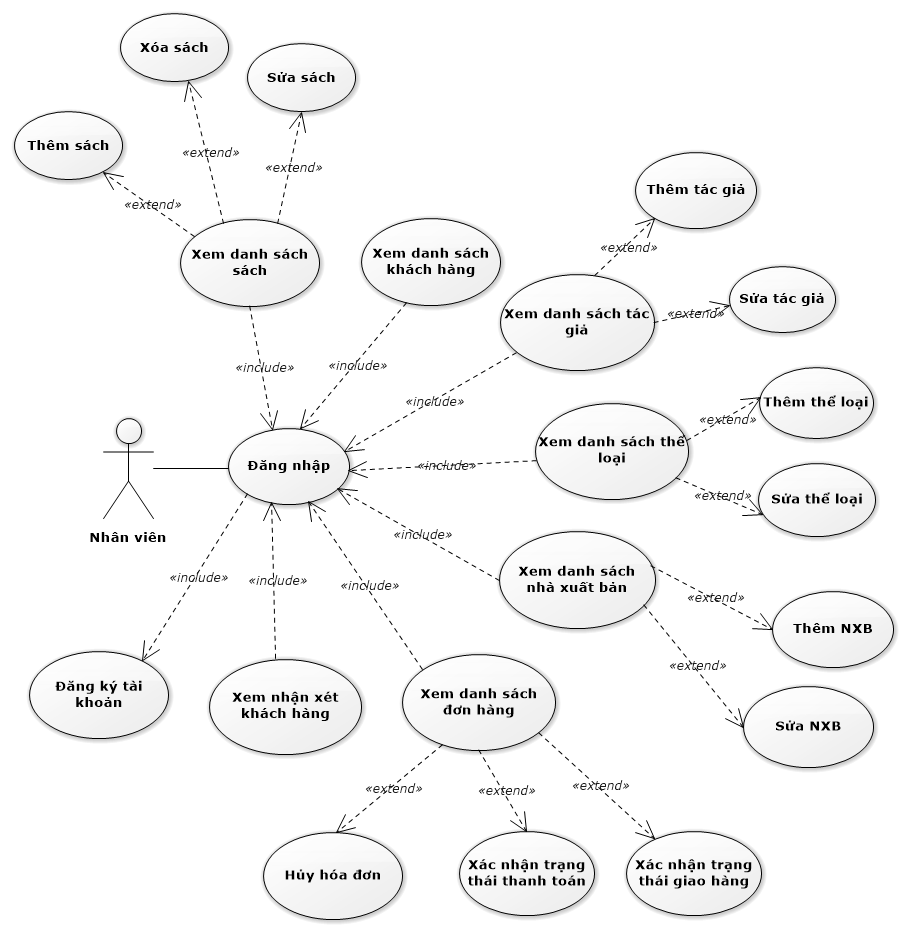 Xóa sách
Sửa sách
Thêm sách
«extend»
«extend»
«extend»
Thêm tác giả
Xem danh sách
sách
Xem danh sách
khách hàng
«extend»
Sửa tác giả
Xem danh sách tác
giả
«extend»
«include»
«include»
«include»
Thêm thể loại
«extend»
Xem danh sách thể
loại
Đăng nhập
«include»
«extend»
Sửa thể loại
Nhân viên
«include»
«include»
«include»
«include»
Xem danh sách
nhà xuất bản
«extend»
Thêm NXB
«extend»
Đăng ký tài
khoản
Xem nhận xét
khách hàng
Xem danh sách
đơn hàng
Sửa NXB
«extend»
«extend»
«extend»
Hủy hóa đơn
Xác nhận trạng
thái thanh toán
Xác nhận trạng
thái giao hàng